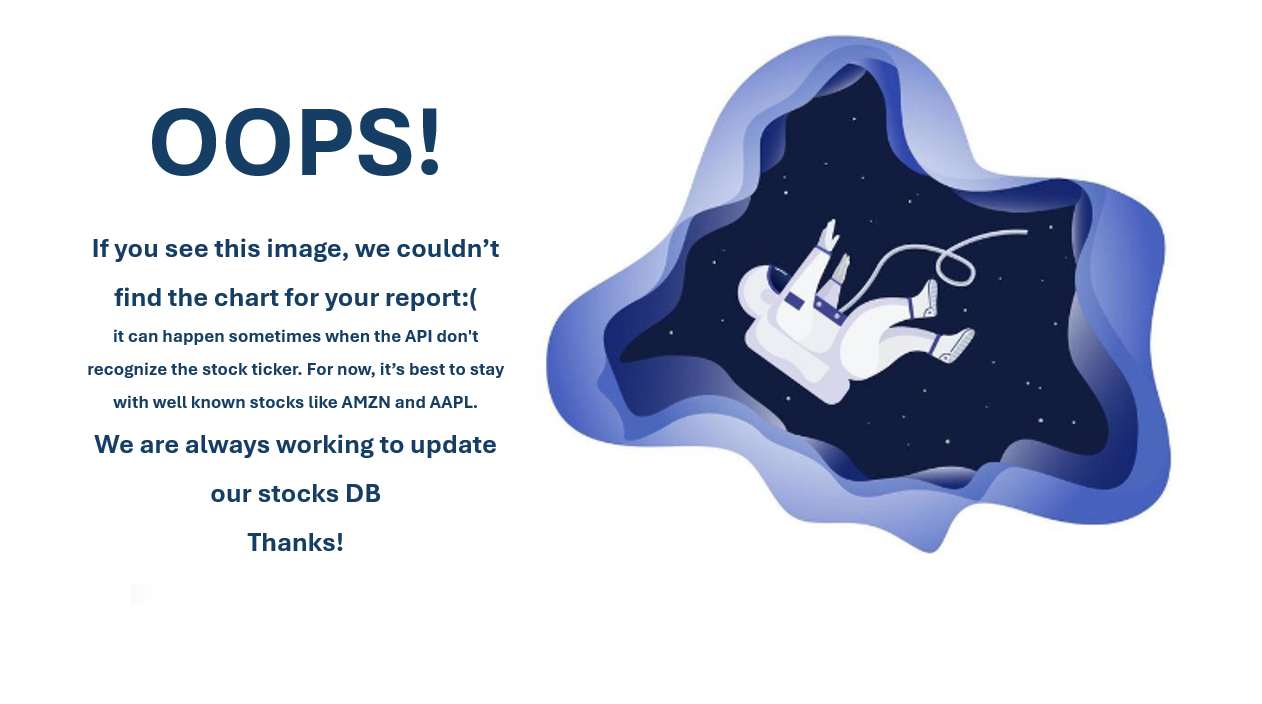 OOPS!
If you see this image, we couldn’t
find the chart for your report:(
it can happen sometimes when the API don't
recognize the stock ticker. For now, it’s best to stay
with well known stocks like AMZN and AAPL.
We are always working to update
our stocks DB
Thanks!